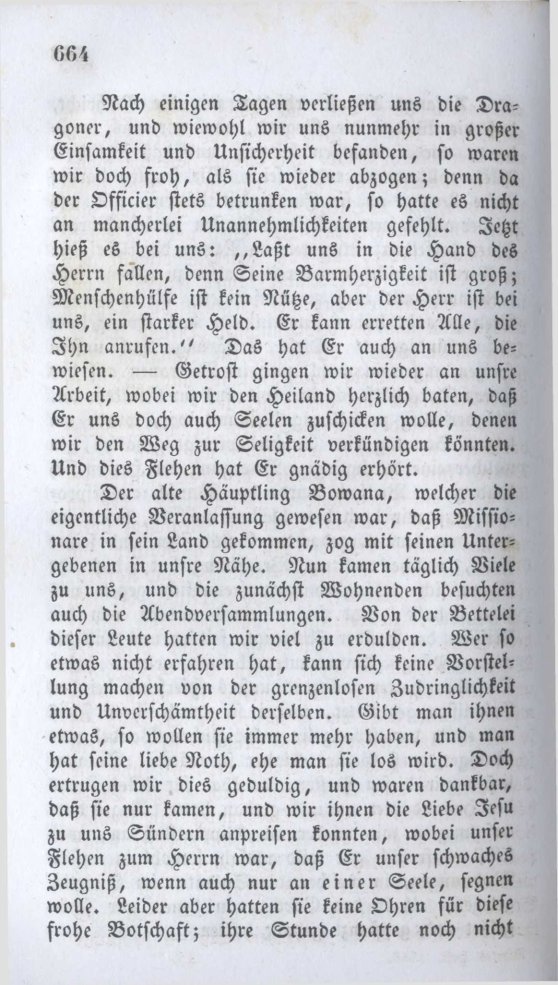 664
Nach einigen Tagen verließen uns die Dra-
goner, und wiewohl wir uns nunmehr in großer
Einsamkeit und Unsicherheit befanden, so waren
wir doch froh, als sie wieder abzogen; denn da
der Officier stets betrunken war, so hatte es nicht
an mancherlei Unannehmlichkeiten gefehlt. Jetzt
hieß es bei uns: ,,Laßt uns in die Hand des
Herrn fallen, denn Seine Barmherzigkeit ist groß;
Menschenhülfe ist kein Nütze, aber der Herr ist bei
uns, ein starker Held. Er kann erretten Alle, die
Ihn anrufen.'' Das hat Er auch an uns be-
wiesen. — Getrost gingen wir wieder an unsre
Arbeit, wobei wir den Heiland herzlich baten, daß
Er uns doch auch Seelen zuschicken wolle, denen
wir den Weg zur Seligkeit verkündigen könnten.
Und dies Flehen hat Er gnädig erhört.
Der alte Häuptling Bowana, welcher die
eigentliche Veranlassung gewesen war, daß Missio-
nare in sein Land gekommen, zog mit seinen Unter-
gebenen in unsre Nähe. Nun kamen täglich Viele
zu uns, und die zunächst Wohnenden besuchten
auch die Abendversammlungen. Von der Bettelei
dieser Leute hatten wir viel zu erdulden. Wer so
etwas nicht erfahren hat, kann sich keine Vorstel-
lung machen von der grenzenlosen Zudringlichkeit
und Unverschämtheit derselben. Gibt man ihnen
etwas, so wollen sie immer mehr haben, und man
hat seine liebe Noth, ehe man sie los wird. Doch
ertrugen wir dies geduldig, und waren dankbar,
daß sie nur kamen, und wir ihnen die Liebe Jesu
zu uns Sündern anpreisen konnten, wobei unser
Flehen zum Herrn war, daß Er unser schwaches
Zeugniß, wenn auch nur an einer Seele, segnen
wolle. Leider aber hatten sie keine Ohren für diese
frohe Botschaft; ihre Stunde hatte noch nicht